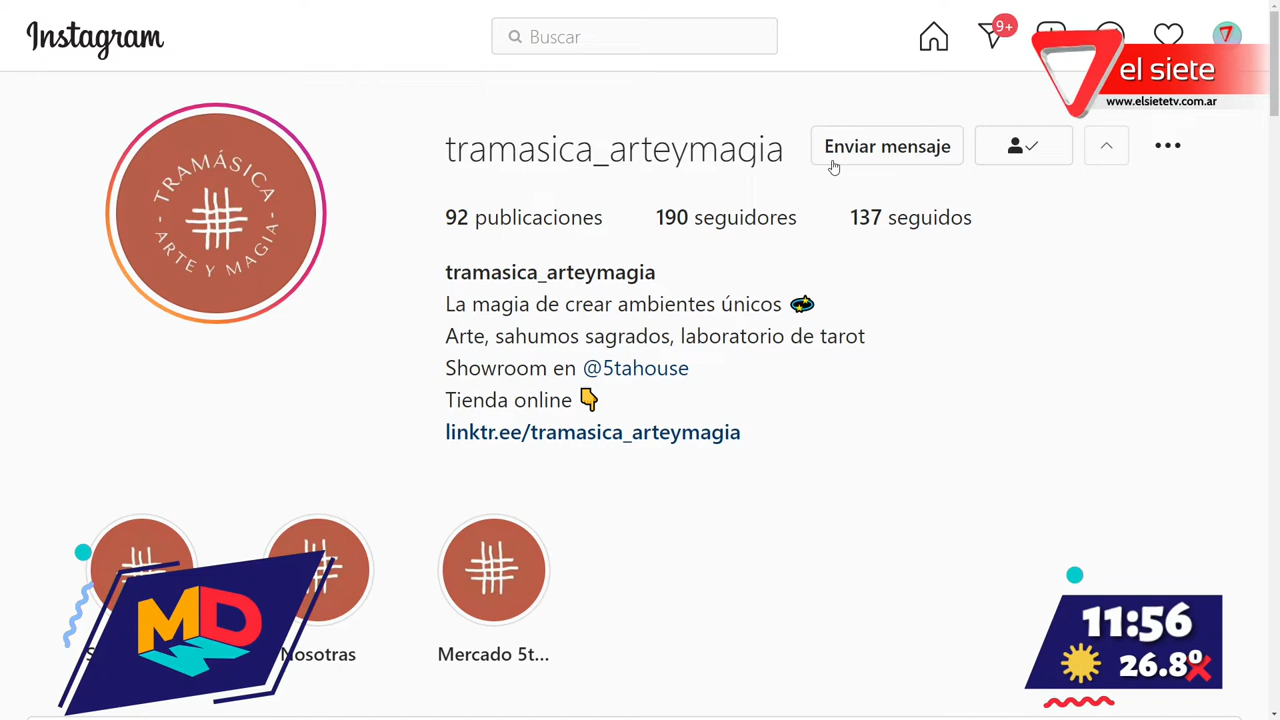 Instagram
Buscar
9+
el siete
www.elsietetv.com.ar
TRAMÁSICA
- ARTE Y MAGIA -
tramasica_arteymagia
Enviar mensaje
92 publicaciones
190 seguidores
137 seguidos
tramasica_arteymagia
La magia de crear ambientes únicos
Arte, sahumos sagrados, laboratorio de tarot
Showroom en @5tahouse
Tienda online
linktr.ee/tramasica_arteymagia
Nosotras
Mercado 5t...
MD
11:56
26.8º